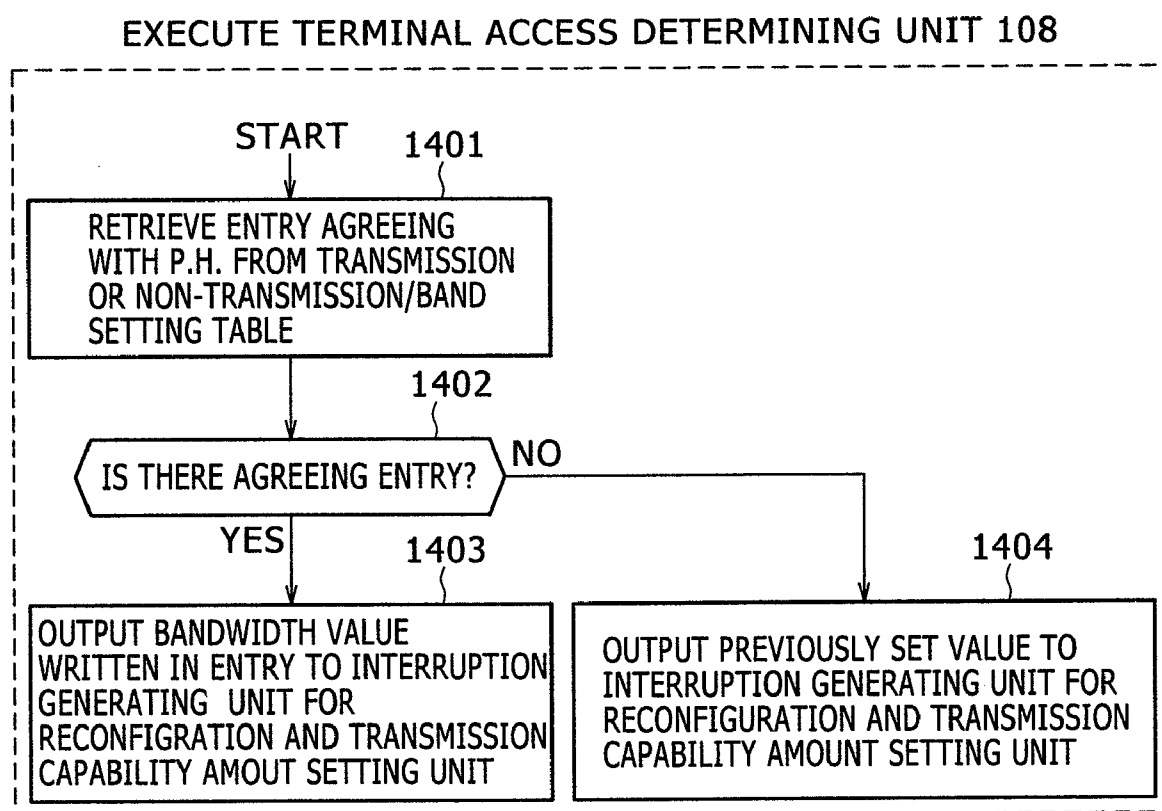 EXECUTE TERMINAL ACCESS DETERMINING UNIT 108
START
1401
RETRIEVE ENTRY AGREEING
WITH P.H. FROM TRANSMISSION
OR NON-TRANSMISSION/BAND
SETTING TABLE
1402
IS THERE AGREEING ENTRY?
NO
YES
1403
OUTPUT BANDWIDTH VALUE
WRITTEN IN ENTRY TO INTERRUPTION
GENERATING UNIT FOR
RECONFIGRATION AND TRANSMISSION
CAPABILITY AMOUT SETTING UNIT
1404
OUTPUT PREVIOUSLY SET VALUE TO
INTERRUPTION GENERATING UNIT FOR
RECONFIGURATION AND TRANSMISSION
CAPABILITY AMOUNT SETTING UNIT